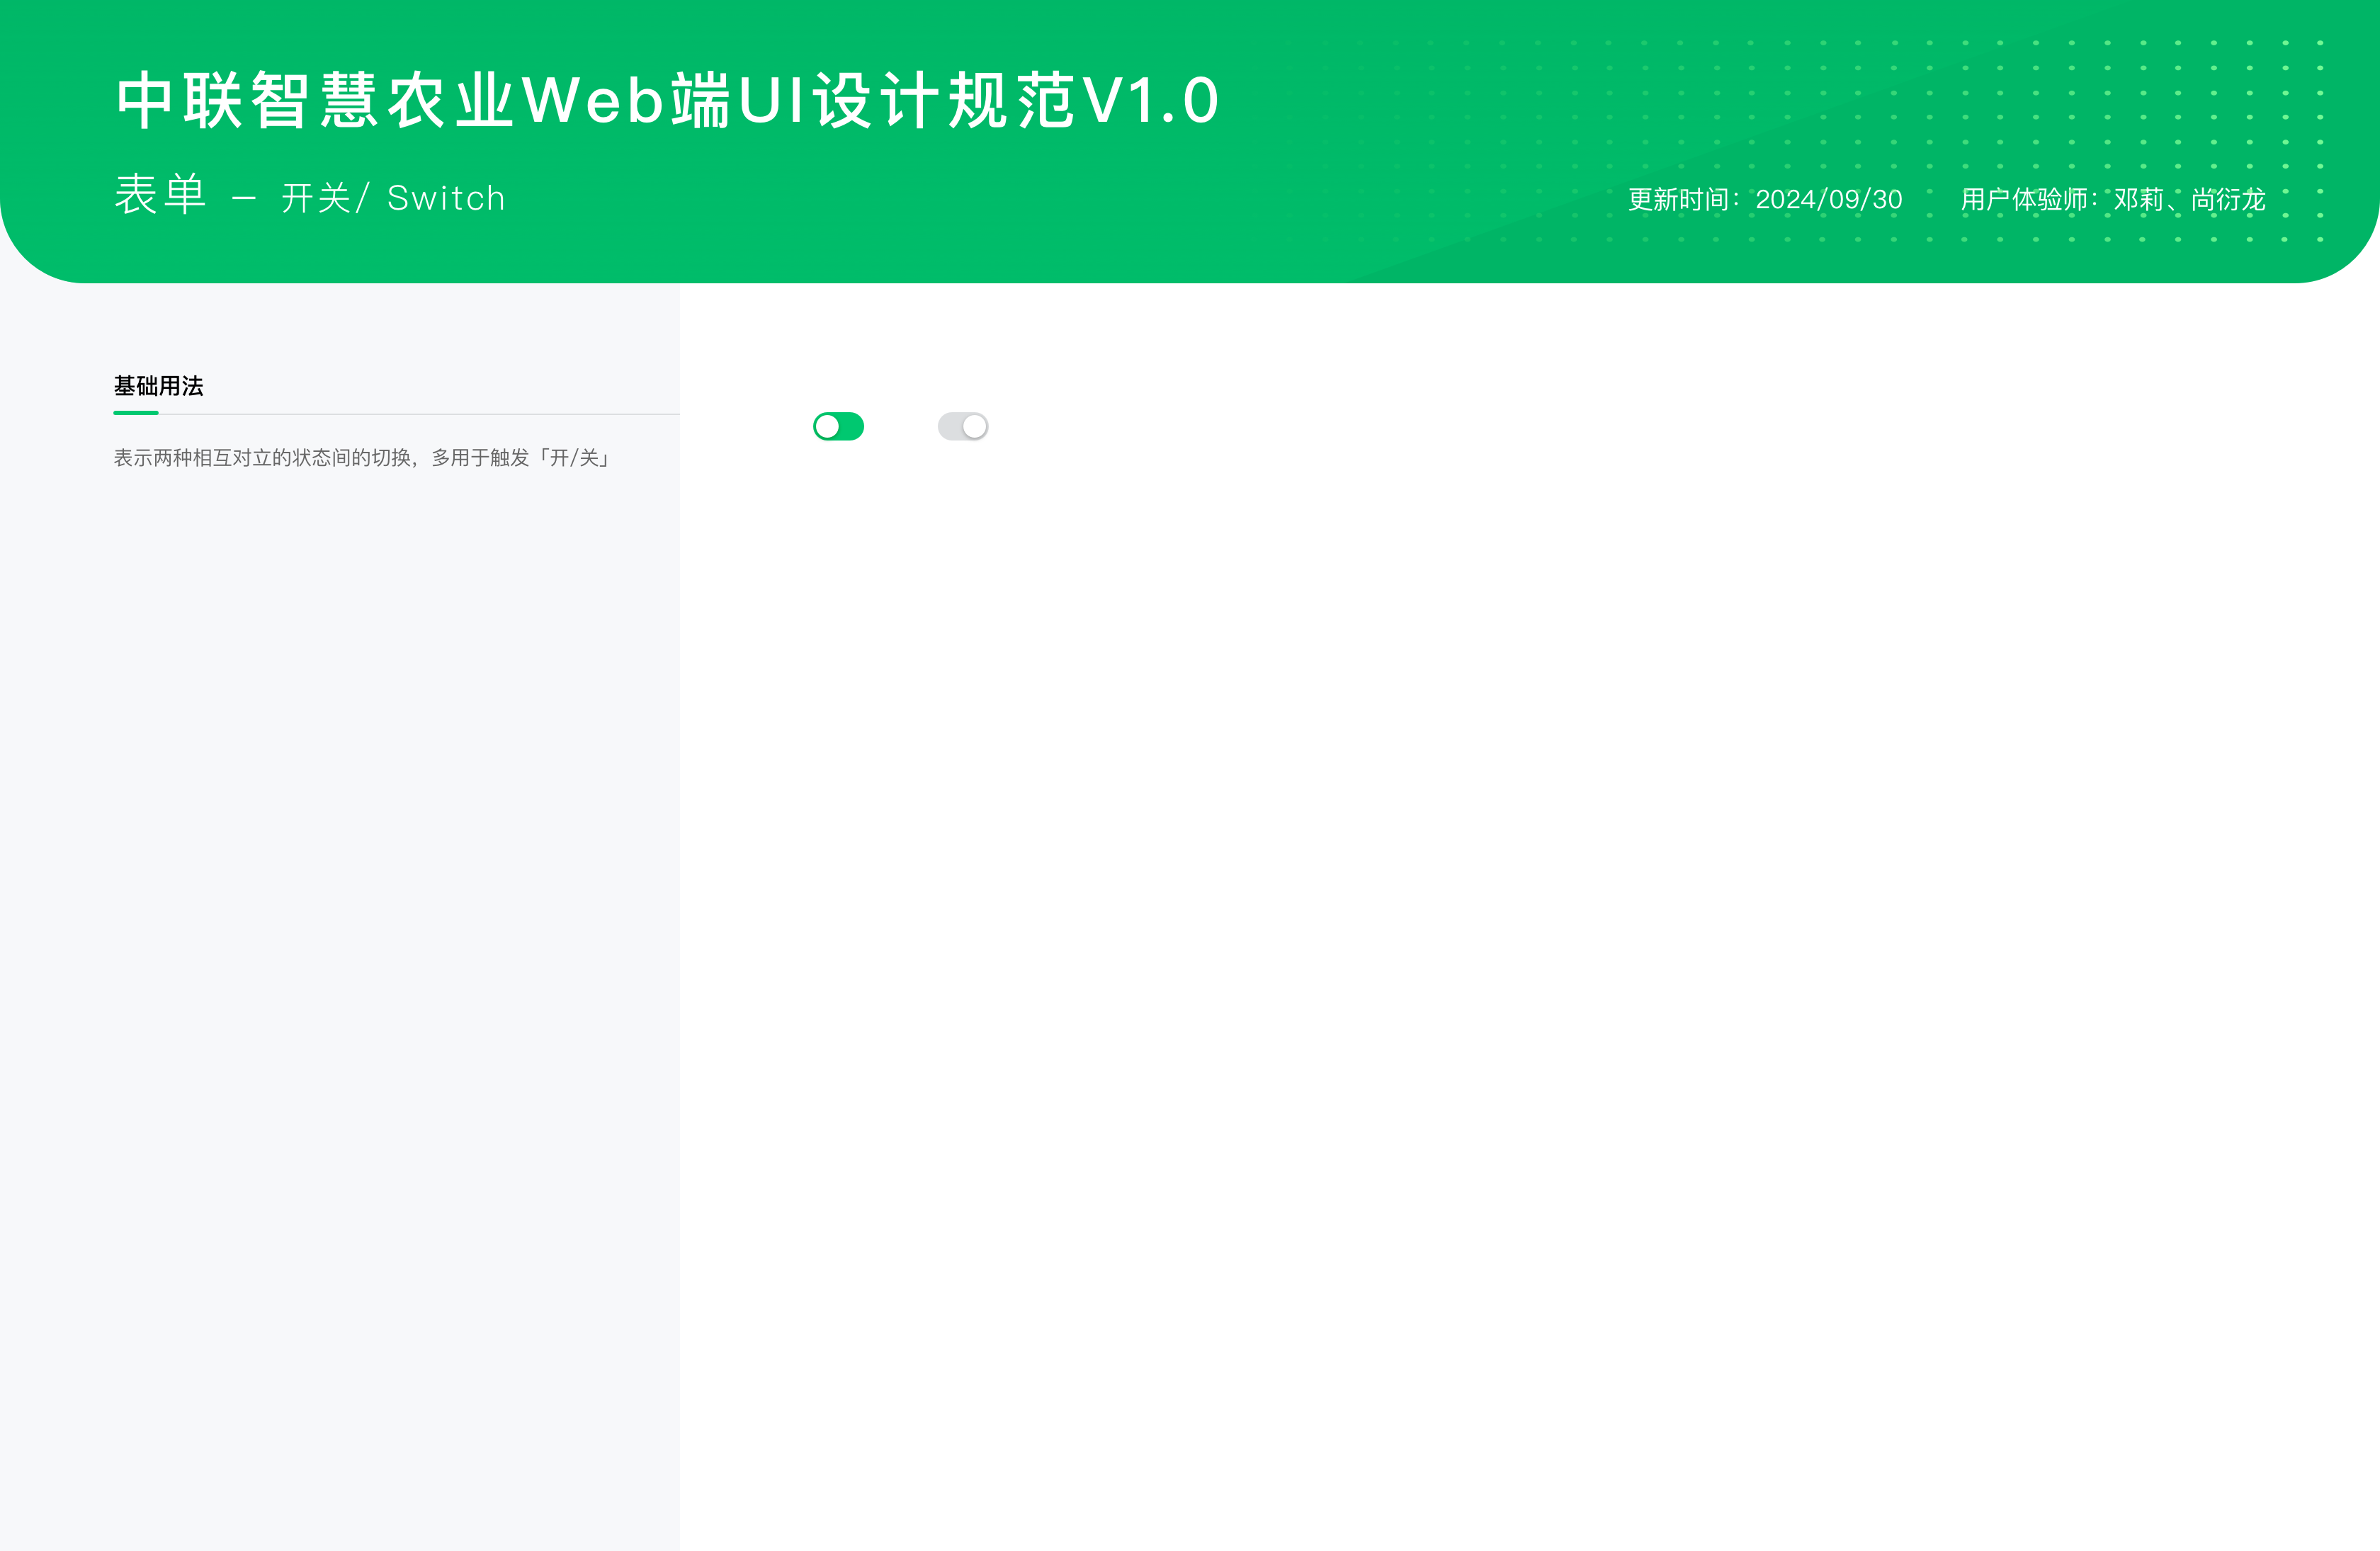 中联智慧农业Web端UI设计规范V1.0
表单 – 开关/ Switch
更新时间：2024/09/30 用户体验师：邓莉、尚衍龙
基础用法
表示两种相互对立的状态间的切换，多用于触发「开/关」